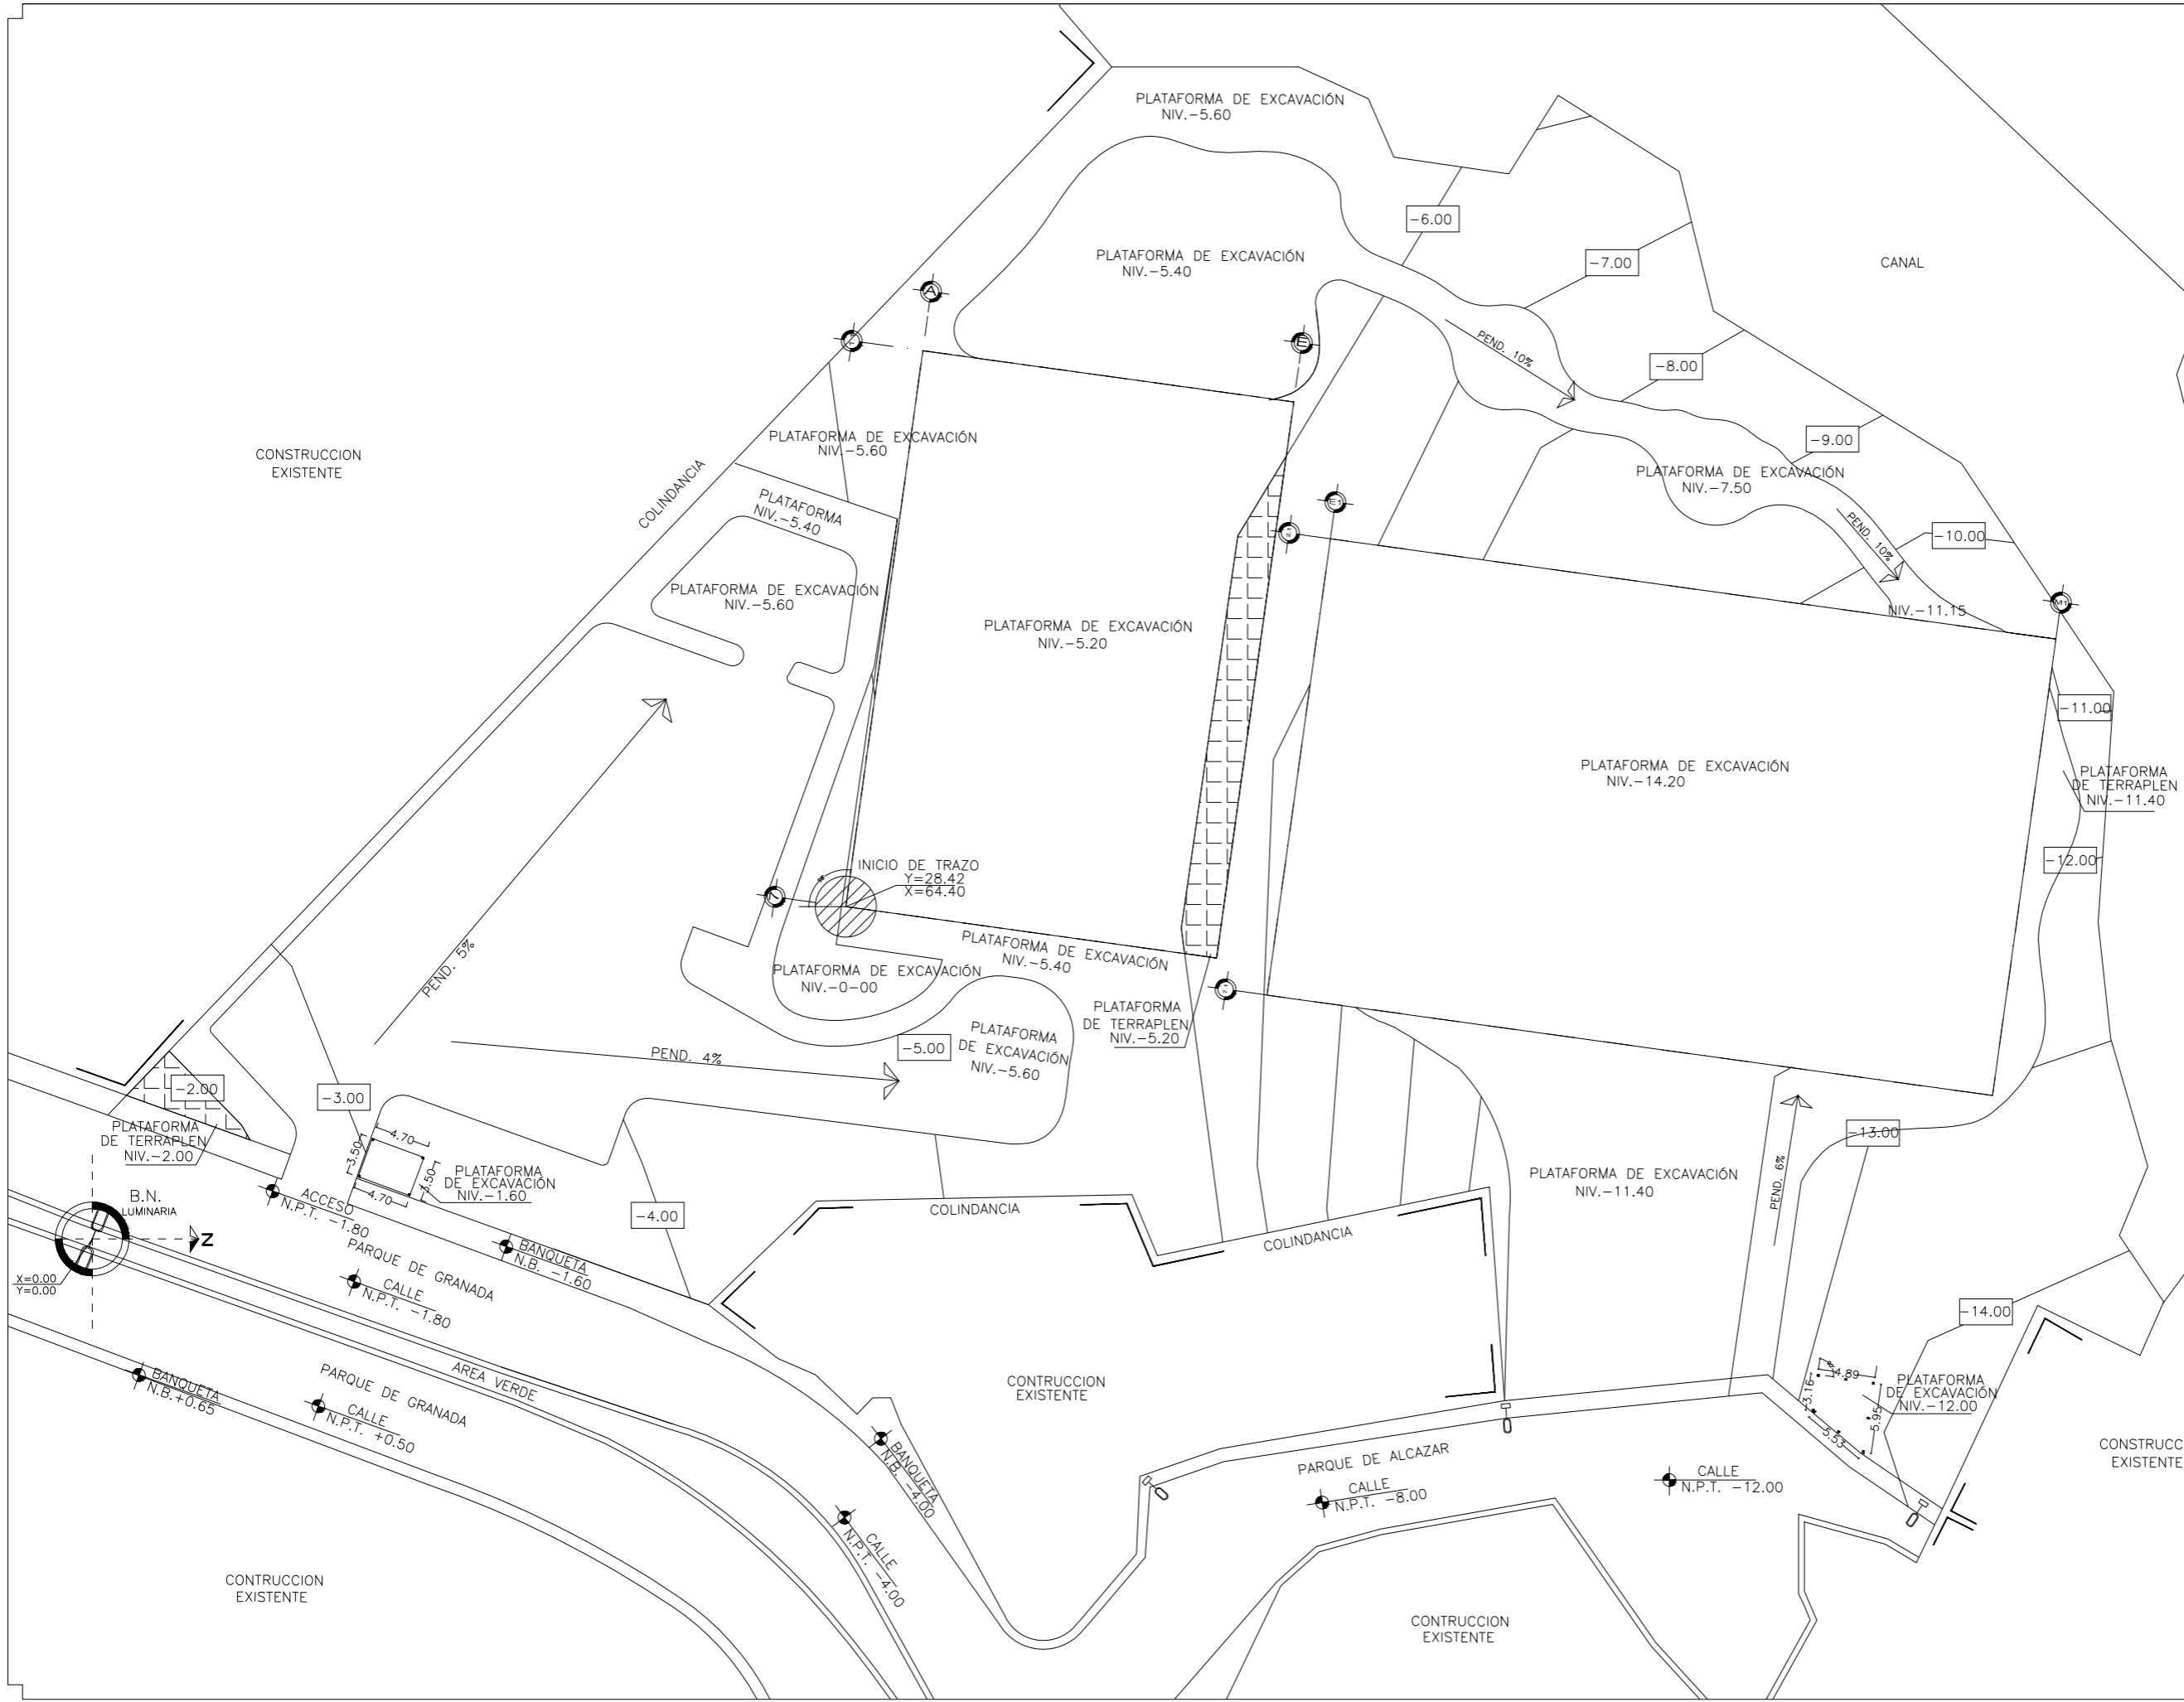 PLATAFORMA DE EXCAVACIÓN
NIV.-5.60
-6.00
PLATAFORMA DE EXCAVACIÓN
NIV.-5.40
-7.00
CANAL
A
E
PEND. 10%
-8.00
PLATAFORMA DE EXCAVACIÓN
NIV.-5.60
-9.00
CONSTRUCCION
EXISTENTE
COLINDANCIA
PLATAFORMA DE EXCAVACIÓN
NIV.-7.50
PLATAFORMA
NIV.-5.40
E1
2.1
PEND. 10%
-10.00
PLATAFORMA DE EXCAVACIÓN
NIV.-5.60
NIV.-11.15
M1
PLATAFORMA DE EXCAVACIÓN
NIV.-5.20
-11.00
PLATAFORMA DE EXCAVACIÓN
NIV.-14.20
PLATAFORMA
DE TERRAPLEN
NIV.-11.40
-12.00
INICIO DE TRAZO
Y=28.42
X=64.40
7
PEND. 5%
PLATAFORMA DE EXCAVACIÓN
NIV.-5.40
PLATAFORMA DE EXCAVACIÓN
NIV.-0-00
7.1
PLATAFORMA
DE TERRAPLEN
NIV.-5.20
PLATAFORMA
DE EXCAVACIÓN
NIV.-5.60
-5.00
PEND. 4%
-2.00
-3.00
PLATAFORMA
DE TERRAPLEN
NIV.-2.00
4.70
3.50
3.50
4.70
PLATAFORMA
DE EXCAVACIÓN
NIV.-1.60
-13.00
PLATAFORMA DE EXCAVACIÓN
NIV.-11.40
PEND. 6%
B.N.
LUMINARIA
Z
ACCESO
N.P.T. -1.80
-4.00
COLINDANCIA
COLINDANCIA
X=0.00
Y=0.00
PARQUE DE GRANADA
BANQUETA
N.B. -1.60
CALLE
N.P.T. -1.80
-14.00
BANQUETA
N.B.+0.65
AREA VERDE
PARQUE DE GRANADA
CALLE
N.P.T. +0.50
CONTRUCCION
EXISTENTE
4.89
3.16
5.95
5.53
PLATAFORMA
DE EXCAVACIÓN
NIV.-12.00
BANQUETA
N.B. -4.00
PARQUE DE ALCAZAR
CALLE
N.P.T. -8.00
CALLE
N.P.T. -12.00
CONSTRUCC
EXISTENTE
CALLE
N.P.T. -4.00
CONTRUCCION
EXISTENTE
CONTRUCCION
EXISTENTE